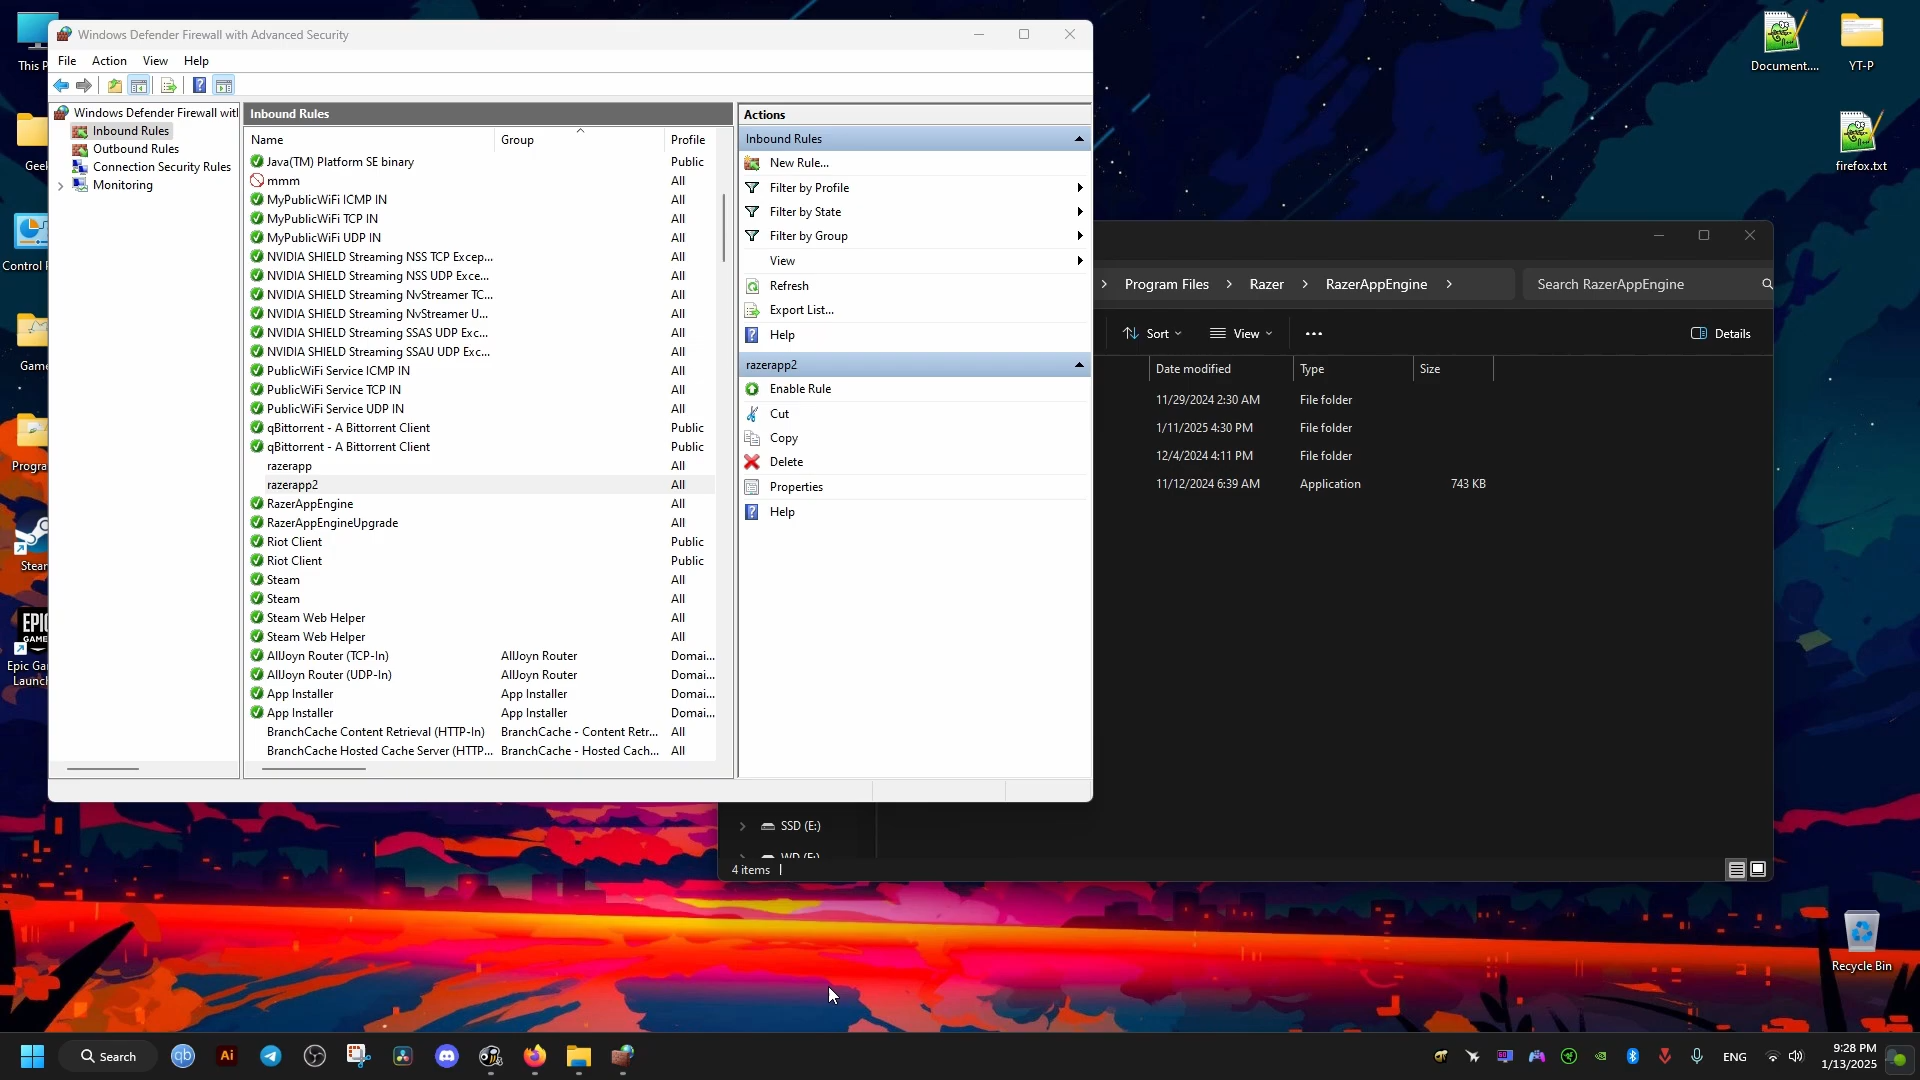 Windows Defender Firewall with Advanced Security
File Action View Help
Windows Defender Firewall wit
Inbound Rules
Outbound Rules
Connection Security Rules
Monitoring
Inbound Rules
Name Group Profile
Java(TM) Platform SE binary Public
mmm All
MyPublicWiFi ICMP IN All
MyPublicWiFi TCP IN All
MyPublicWiFi UDP IN All
NVIDIA SHIELD Streaming NSS TCP Excep... All
NVIDIA SHIELD Streaming NSS UDP Exce... All
NVIDIA SHIELD Streaming NvStreamer TC... All
NVIDIA SHIELD Streaming NvStreamer U... All
NVIDIA SHIELD Streaming SSAS UDP Exc... All
NVIDIA SHIELD Streaming SSAU UDP Exc... All
PublicWiFi Service ICMP IN All
PublicWiFi Service TCP IN All
PublicWiFi Service UDP IN All
qBittorrent - A Bittorrent Client Public
qBittorrent - A Bittorrent Client Public
razerapp All
razerapp2 All
RazerAppEngine All
RazerAppEngineUpgrade All
Riot Client Public
Riot Client Public
Steam All
Steam All
Steam Web Helper All
Steam Web Helper All
AllJoyn Router (TCP-In) AllJoyn Router Domai...
AllJoyn Router (UDP-In) AllJoyn Router Domai...
App Installer App Installer Domai...
App Installer App Installer Domai...
BranchCache Content Retrieval (HTTP-In) BranchCache - Content Retr... All
BranchCache Hosted Cache Server (HTTP... BranchCache - Hosted Cach... All
Actions
Inbound Rules
New Rule...
Filter by Profile
Filter by State
Filter by Group
View
Refresh
Export List...
Help
razerapp2
Enable Rule
Cut
Copy
Delete
Properties
Help
Program Files > Razer > RazerAppEngine >
Search RazerAppEngine
Sort View ... Details
Date modified Type Size
11/29/2024 2:30 AM File folder
1/11/2025 4:30 PM File folder
12/4/2024 4:11 PM File folder
11/12/2024 6:39 AM Application 743 KB
SSD (E:)
4 items
This P
Geek
Control P
Game
Progra
Stear
EPIC
GAME
Epic Ga
Launch
Document....
YT-P
firefox.txt
Recycle Bin
Search
qb
Ai
ENG
9:28 PM
1/13/2025